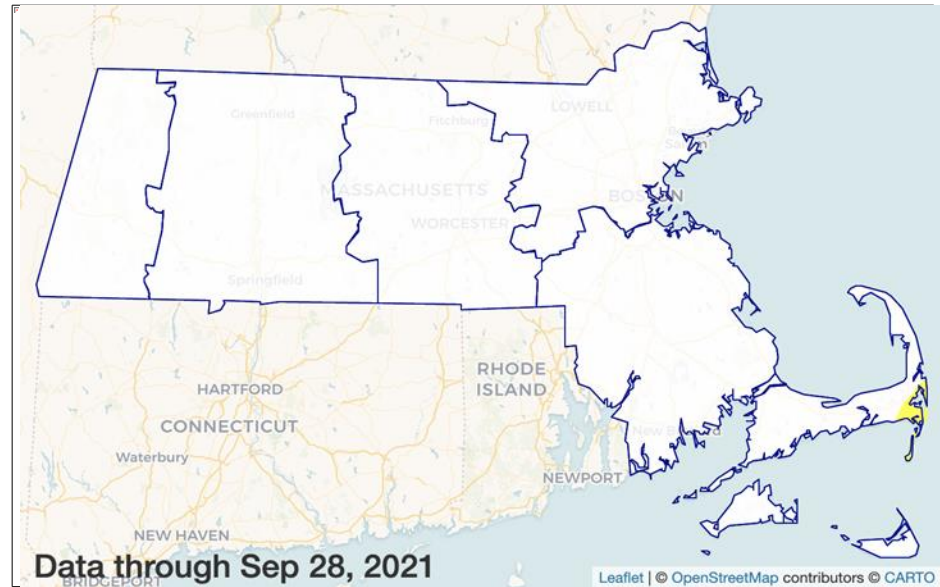 LOWELL
Greenfield
Fitchburg
MASSACHUSETTS
BOSTON
WORCESTER
Springfield
RHODE
ISLAND
HARTFORD
CONNECTICUT
Waterbury
NEWPORT
NEW HAVEN
Data through Sep 28, 2021
BRIDGEPORT
Leaflet | © OpenStreetMap contributors © CARTO